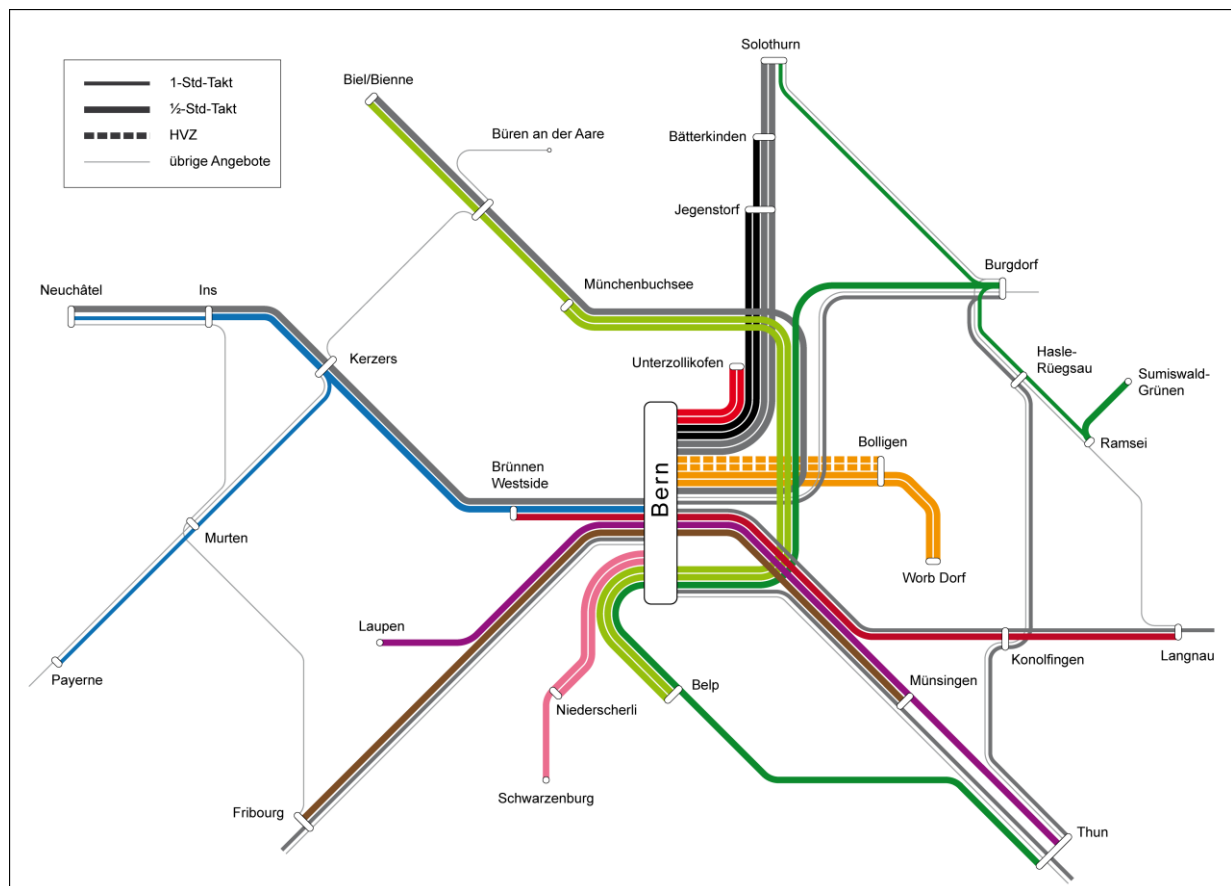 Solothurn
1-Std-Takt
½-Std-Takt
HVZ
übrige Angebote
Biel/Bienne
Büren an der Aare
Bätterkinden
Jegenstorf
Burgdorf
Münchenbuchsee
Neuchâtel
Ins
Kerzers
Unterzollikofen
Hasle-
Rüegsau
Sumiswald-
Grünen
Ramsei
Bolligen
Brünnen
Westside
Bern
Murten
Worb Dorf
Laupen
Payerne
Konolfingen
Langnau
Münsingen
Belp
Niederscherli
Schwarzenburg
Fribourg
Thun